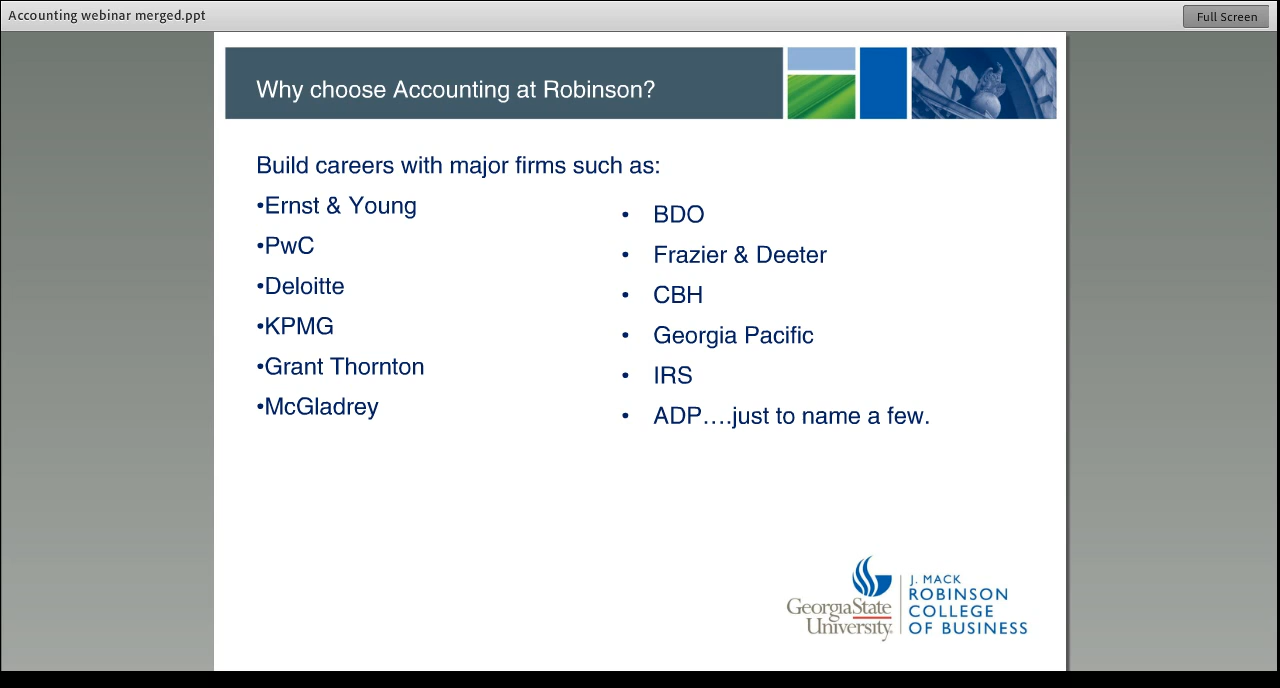 Accounting webinar merged.ppt
Full Screen
Why choose Accounting at Robinson?
Build careers with major firms such as:
•Ernst & Young
•PwC
•Deloitte
•KPMG
•Grant Thornton
•McGladrey
• BDO
• Frazier & Deeter
• CBH
• Georgia Pacific
• IRS
• ADP….just to name a few.
GeorgiaState
University.
J. MACK
ROBINSON
COLLEGE
OF BUSINESS